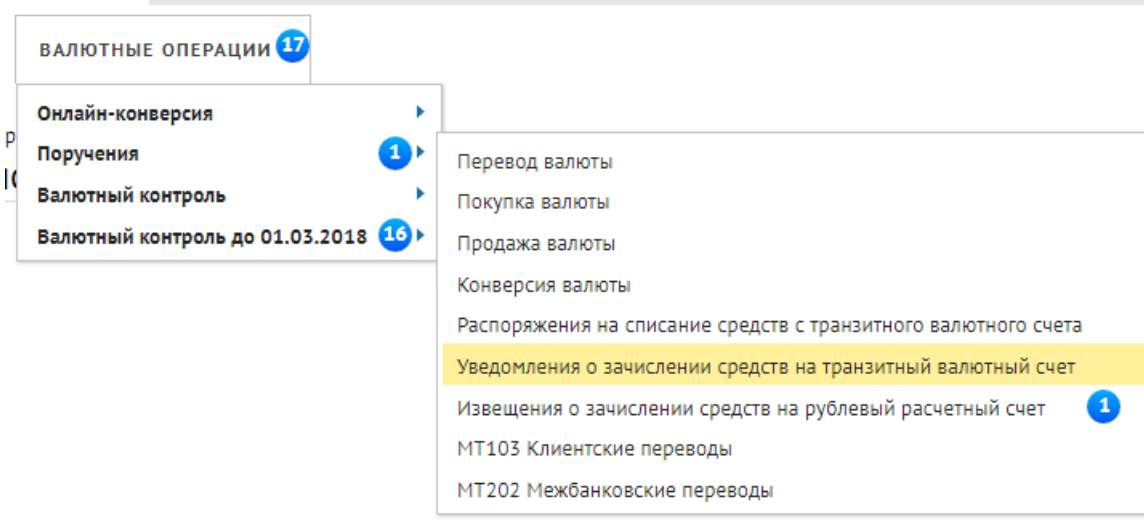 ВАЛЮТНЫЕ ОПЕРАЦИИ 17
Онлайн-конверсия
Поручения 1
Валютный контроль
Валютный контроль до 01.03.2018 16
Перевод валюты
Покупка валюты
Продажа валюты
Конверсия валюты
Распоряжения на списание средств с транзитного валютного счета
Уведомления о зачислении средств на транзитный валютный счет
Извещения о зачислении средств на рублевый расчетный счет 1
МТ103 Клиентские переводы
МТ202 Межбанковские переводы